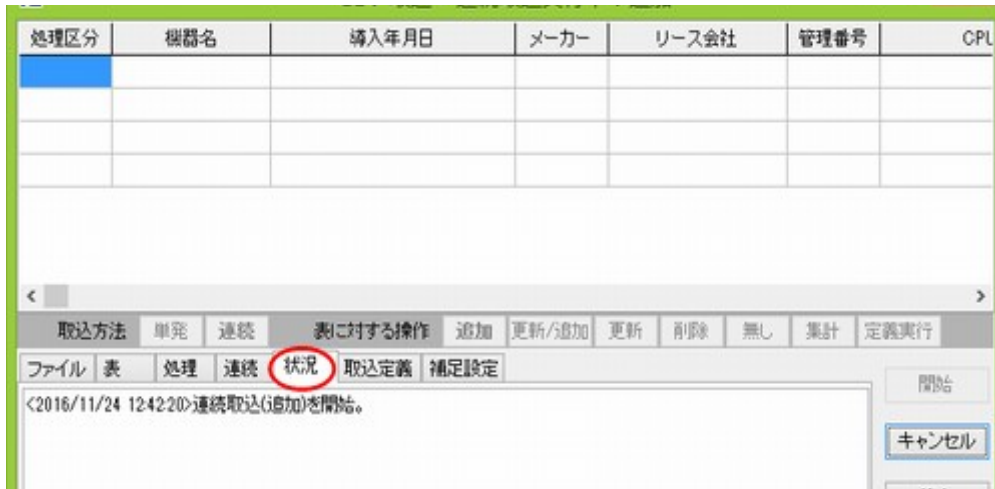 処理区分 機器名 導入年月日 メーカー リース会社 管理番号 CPU
取込方法 単発 連続 表に対する操作 追加 更新/追加 更新 削除 無し 集計 定義実行
ファイル 表 処理 連続 状況 取込定義 補足設定
開始
<2016/11/24 12:42:20>連続取込(追加)を開始。
キャンセル